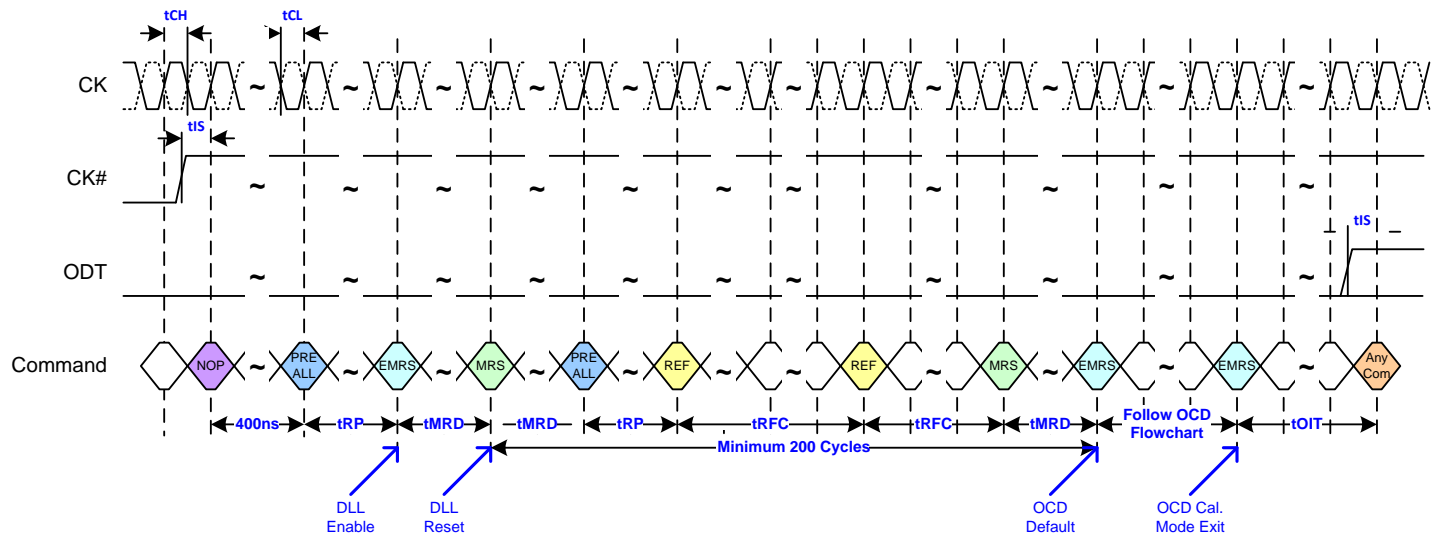 tCH
tCL
CK
~ ~ ~ ~ ~ ~ ~ ~ ~ ~ ~
tIS
CK#
~ ~ ~ ~ ~ ~ ~ ~ ~ ~ ~
tIS
ODT
~ ~ ~ ~ ~ ~ ~ ~ ~ ~ ~
Command
NOP
~
PRE
ALL
~
EMRS
~
MRS
~
PRE
ALL
~
REF
~
REF
~
MRS
~
EMRS
~
EMRS
~
Any
Com
400ns
tRP
tMRD
tMRD
tRP
tRFC
tRFC
tMRD
Follow OCD
Flowchart
tOIT
Minimum 200 Cycles
DLL
Enable
DLL
Reset
OCD
Default
OCD Cal.
Mode Exit